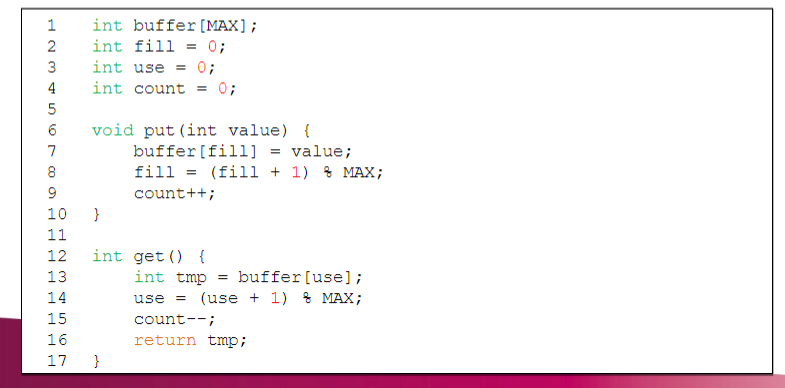 1 int buffer[MAX];
2 int fill = 0;
3 int use = 0;
4 int count = 0;
5
6 void put(int value) {
7 buffer[fill] = value;
8 fill = (fill + 1) % MAX;
9 count++;
10 }
11
12 int get() {
13 int tmp = buffer[use];
14 use = (use + 1) % MAX;
15 count--;
16 return tmp;
17 }